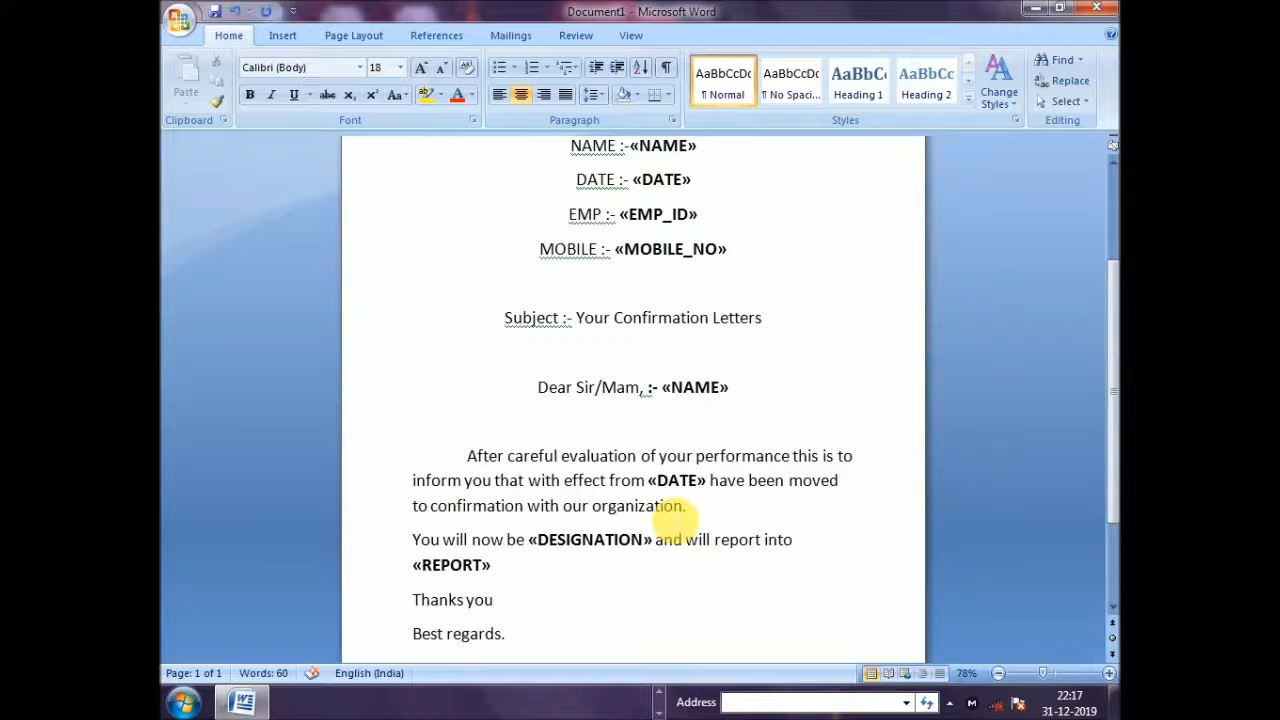 Document1 - Microsoft Word
Home Insert Page Layout References Mailings Review View
Paste
Calibri (Body) 18
AaBbCcDc AaBbCcDc AaBbC AaBbCc
¶ Normal ¶ No Spaci... Heading 1 Heading 2
Change Styles
Find
Replace
Select
Clipboard Font Paragraph Styles Editing
NAME :-«NAME»
DATE :- «DATE»
EMP :- «EMP_ID»
MOBILE :- «MOBILE_NO»
Subject :- Your Confirmation Letters
Dear Sir/Mam, :- «NAME»
After careful evaluation of your performance this is to
inform you that with effect from «DATE» have been moved
to confirmation with our organization.
You will now be «DESIGNATION» and will report into
«REPORT»
Thanks you
Best regards.
Page: 1 of 1 Words: 60 English (India) 78%
Address
22:17
31-12-2019